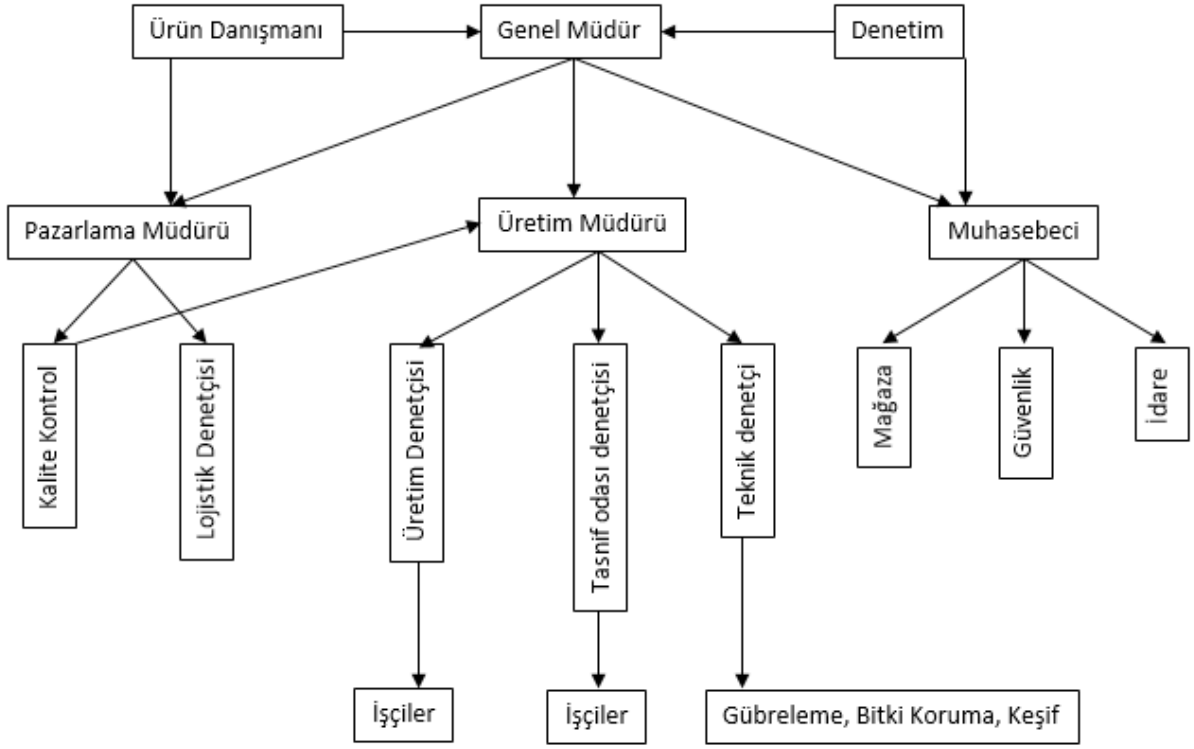 Ürün Danışmanı
Genel Müdür
Denetim
Pazarlama Müdürü
Üretim Müdürü
Muhasebeci
Kalite Kontrol
Lojistik Denetçisi
Üretim Denetçisi
Tasnif odası denetçisi
Teknik denetçi
Mağaza
Güvenlik
İdare
İşçiler
İşçiler
Gübreleme, Bitki Koruma, Keşif